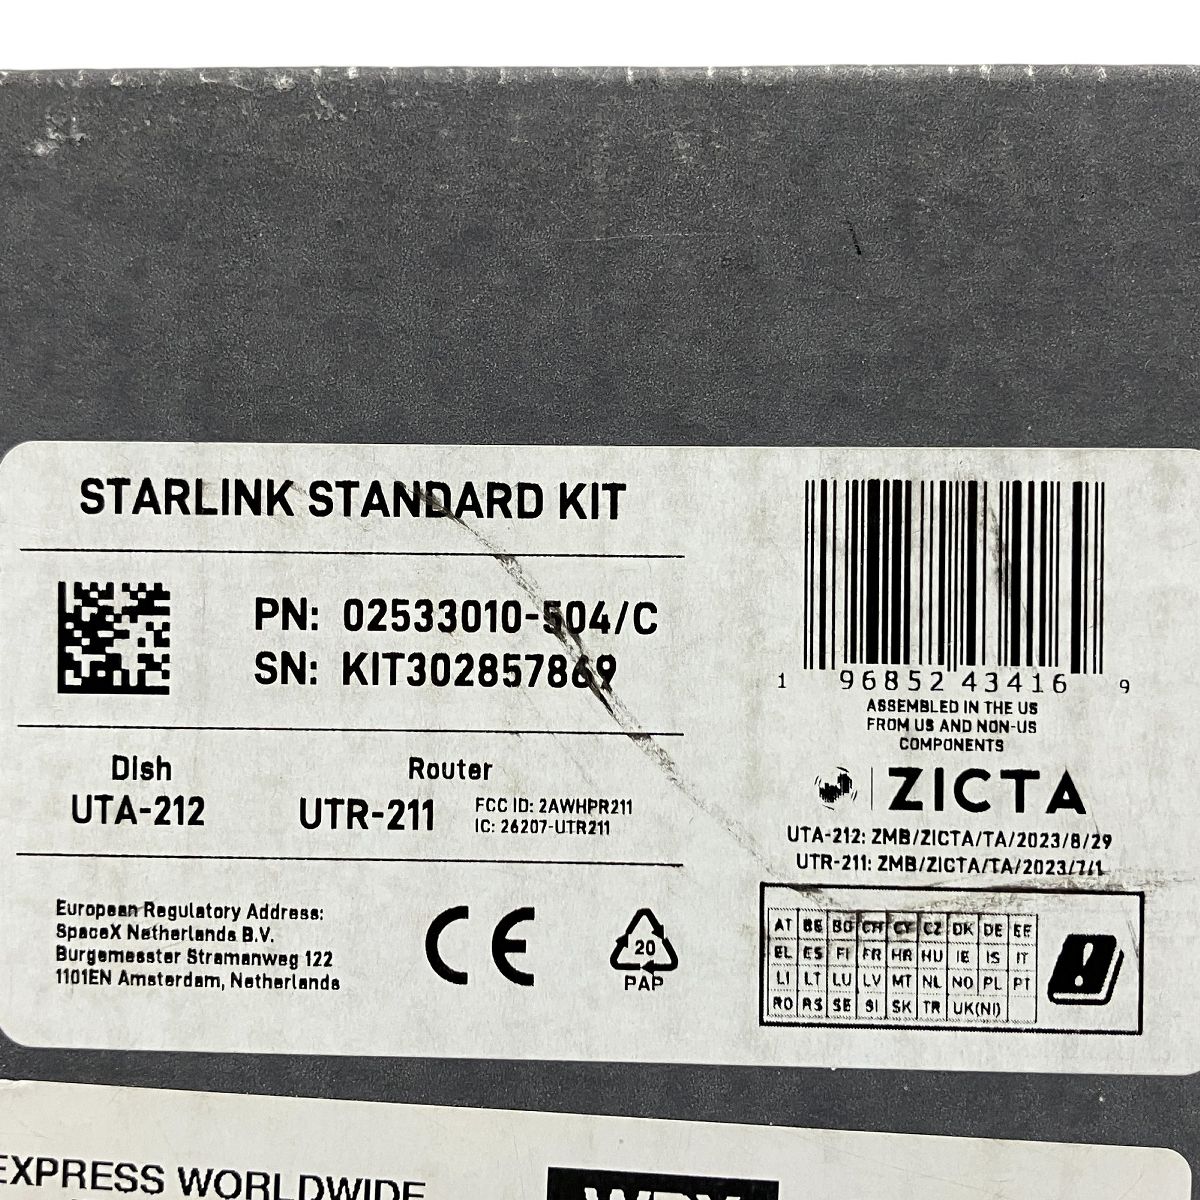 STARLINK STANDARD KIT
PN: 02533010-504/C
SN: KIT302857869
Dish
UTA-212
Router
UTR-211
FCC ID: 2AWHPR211
IC: 26207-UTR211
European Regulatory Address:
SpaceX Netherlands B.V.
Burgemeester Stramanweg 122
1101EN Amsterdam, Netherlands
CE
20
PAP
1 96852 43416 9
ASSEMBLED IN THE US
FROM US AND NON-US
COMPONENTS
ZICTA
UTA-212: ZMB/ZICTA/TA/2023/8/29
UTR-211: ZMB/ZICTA/TA/2023/7/1
AT BE BG CH CY CZ DK DE EE
EL ES FI FR HR HU IE IS IT
LI LT LU LV MT NL NO PL PT
RO RS SE SI SK TR UK(NI)
EXPRESS WORLDWIDE
WPX